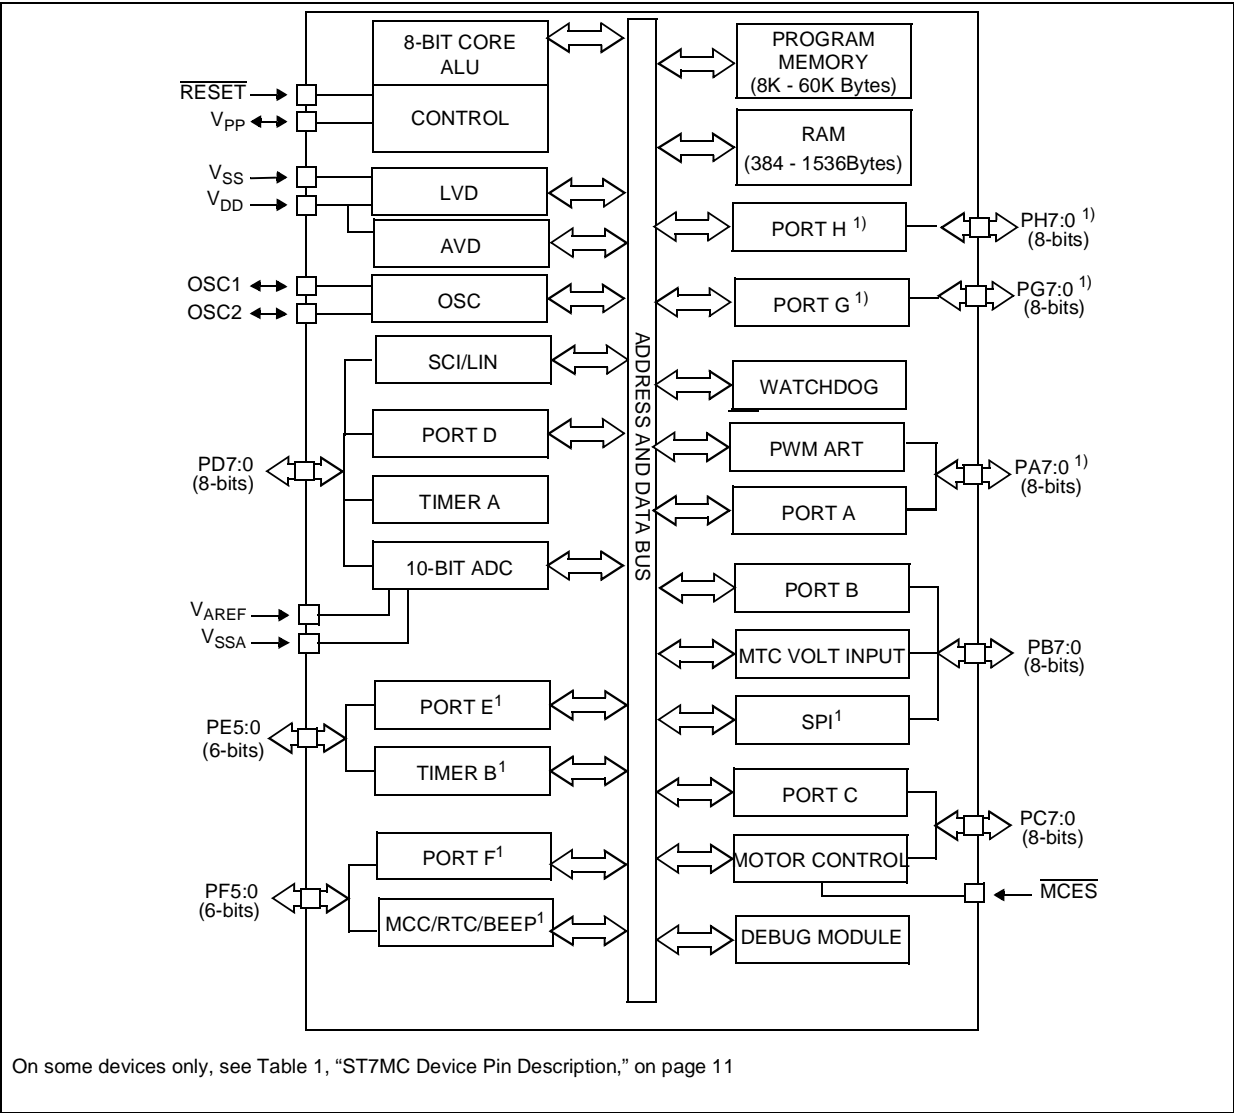 8-BIT CORE
ALU
CONTROL
RESET
VPP
VSS
VDD
LVD
AVD
OSC1
OSC2
OSC
SCI/LIN
PORT D
PD7:0
(8-bits)
TIMER A
10-BIT ADC
VAREF
VSSA
PORT E1
PE5:0
(6-bits)
TIMER B1
PORT F1
PF5:0
(6-bits)
MCC/RTC/BEEP1
ADDRESS AND DATA BUS
PROGRAM
MEMORY
(8K - 60K Bytes)
RAM
(384 - 1536Bytes)
PORT H 1)
PH7:0 1)
(8-bits)
PORT G 1)
PG7:0 1)
(8-bits)
WATCHDOG
PWM ART
PA7:0 1)
(8-bits)
PORT A
PORT B
MTC VOLT INPUT
PB7:0
(8-bits)
SPI1
PORT C
PC7:0
(8-bits)
MOTOR CONTROL
MCES
DEBUG MODULE
On some devices only, see Table 1, “ST7MC Device Pin Description,” on page 11